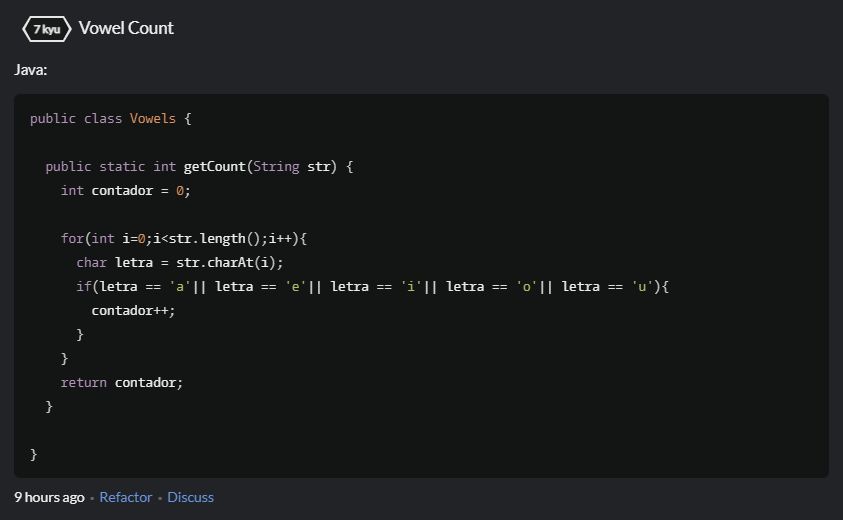 7 kyu Vowel Count
Java:
public class Vowels {
public static int getCount(String str) {
int contador = 0;
for(int i=0;i<str.length();i++){
char letra = str.charAt(i);
if(letra == 'a'|| letra == 'e'|| letra == 'i'|| letra == 'o'|| letra == 'u'){
contador++;
}
}
return contador;
}
}
9 hours ago • Refactor • Discuss